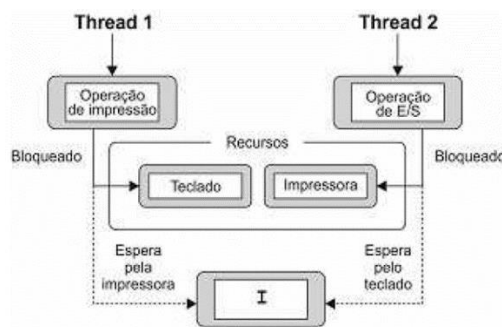 Thread 1
Thread 2
Operação
de impressão
Operação
de E/S
Bloqueado
Recursos
Bloqueado
Teclado
Impressora
Espera
pela
impressora
Espera
pelo
teclado
I